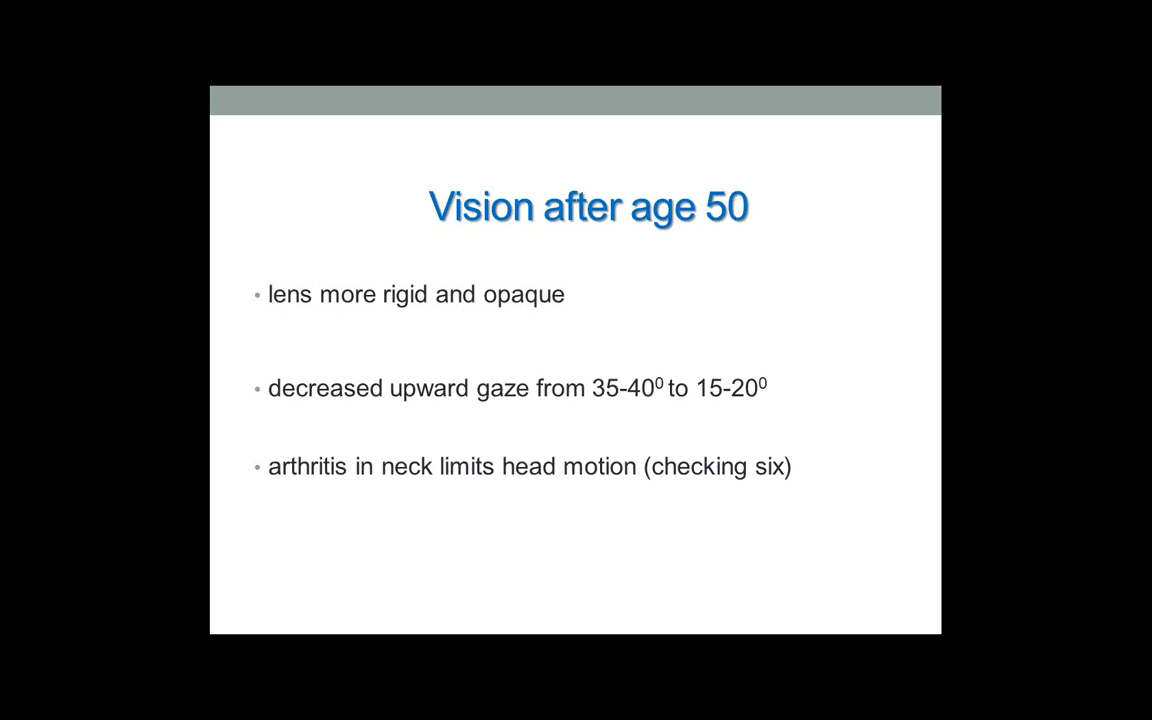 Vision after age 50
• lens more rigid and opaque
• decreased upward gaze from 35-40⁰ to 15-20⁰
• arthritis in neck limits head motion (checking six)